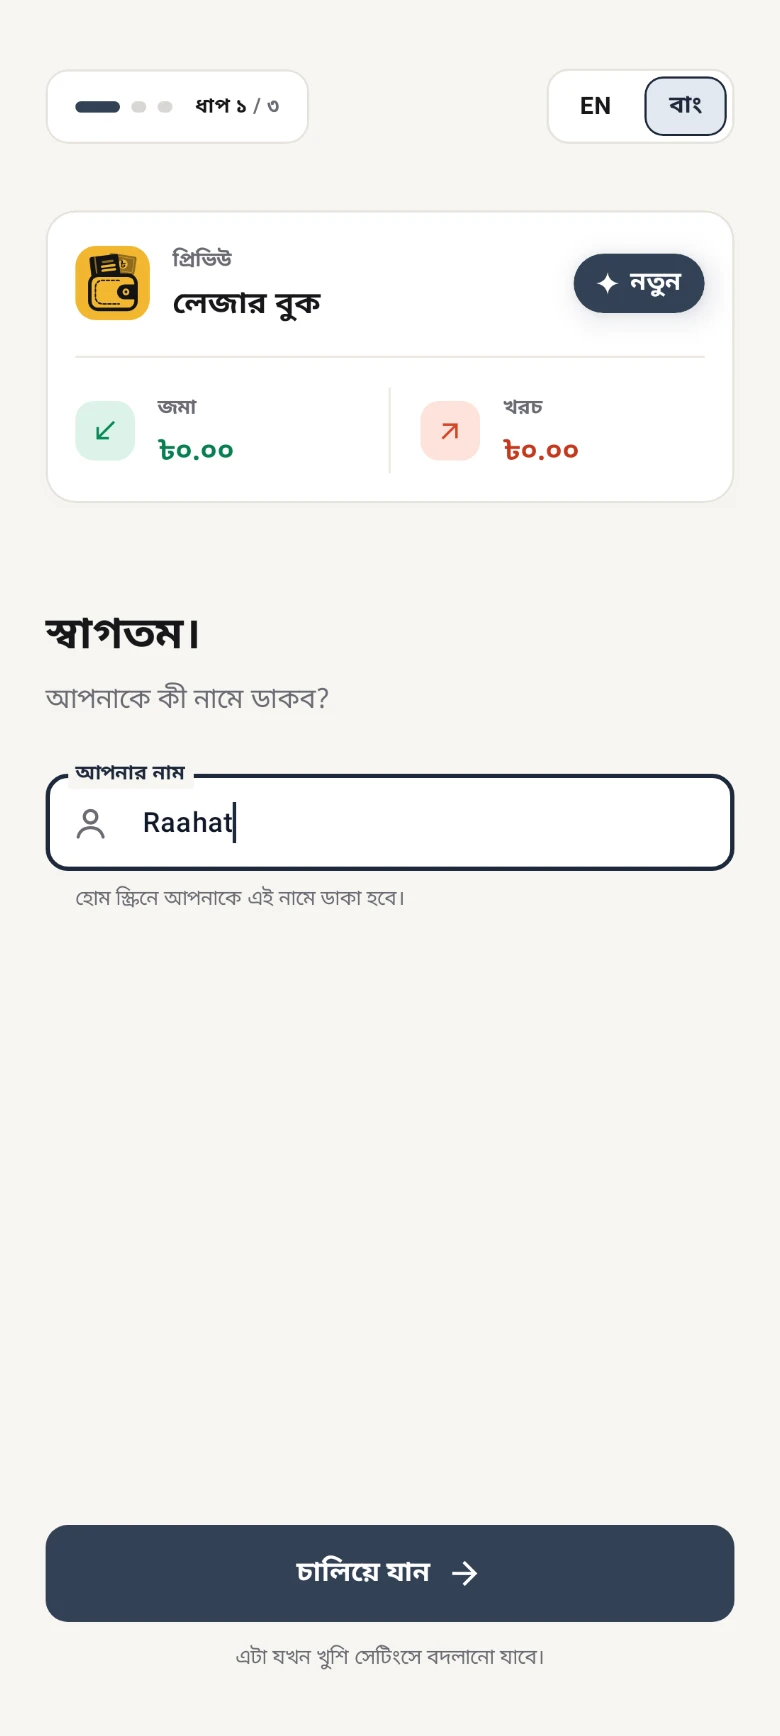 ধাপ ১ / ৩
EN
বাং
প্রিভিউ
লেজার বুক
নতুন
জমা
৳০.০০
খরচ
৳০.০০
স্বাগতম।
আপনাকে কী নামে ডাকব?
আপনার নাম
Raahat
হোম স্ক্রিনে আপনাকে এই নামে ডাকা হবে।
চালিয়ে যান
এটা যখন খুশি সেটিংসে বদলানো যাবে।